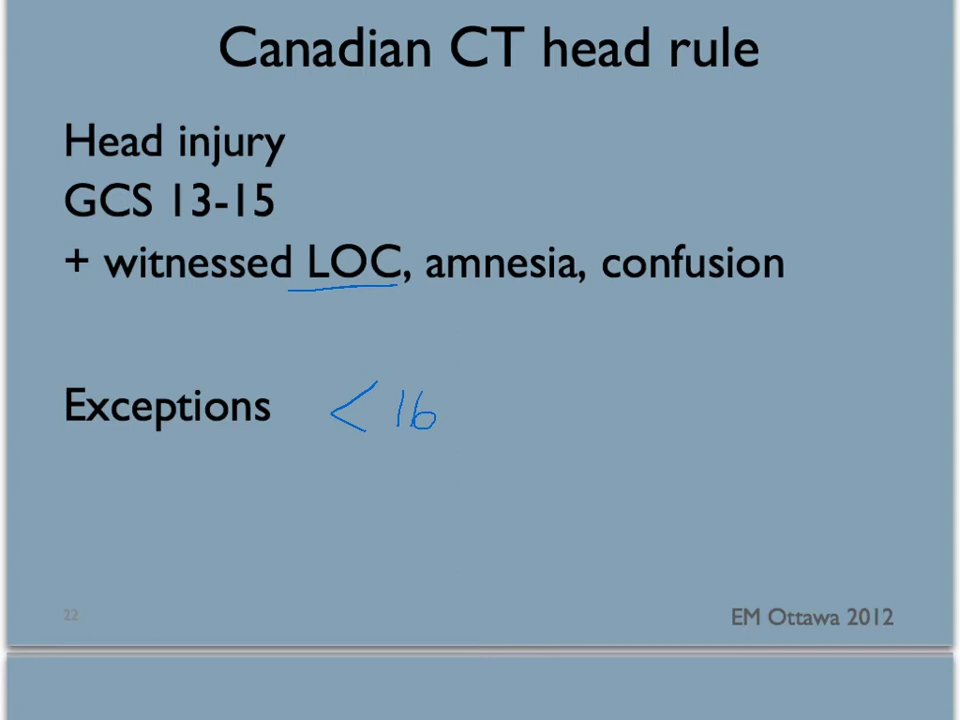 Canadian CT head rule
Head injury
GCS 13-15
+ witnessed LOC, amnesia, confusion
Exceptions < 16
22
EM Ottawa 2012